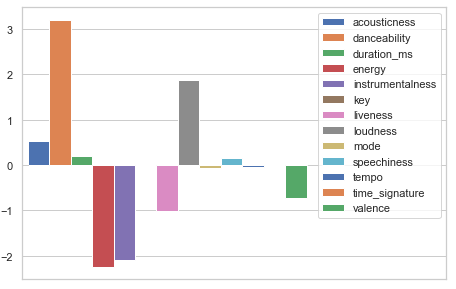 3
2
1
0
−1
−2
acousticness
danceability
duration_ms
energy
instrumentalness
key
liveness
loudness
mode
speechiness
tempo
time_signature
valence